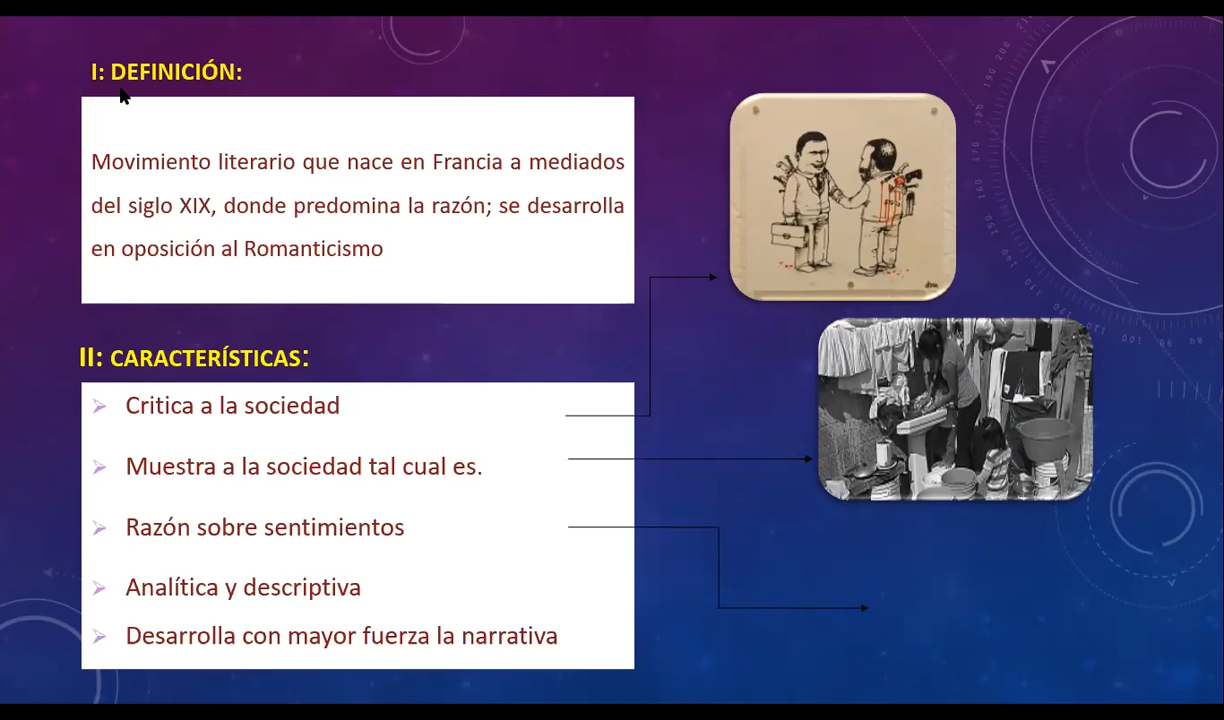 I: DEFINICIÓN:
Movimiento literario que nace en Francia a mediados
del siglo XIX, donde predomina la razón; se desarrolla
en oposición al Romanticismo
II: CARACTERÍSTICAS:
Critica a la sociedad
Muestra a la sociedad tal cual es.
Razón sobre sentimientos
Analítica y descriptiva
Desarrolla con mayor fuerza la narrativa